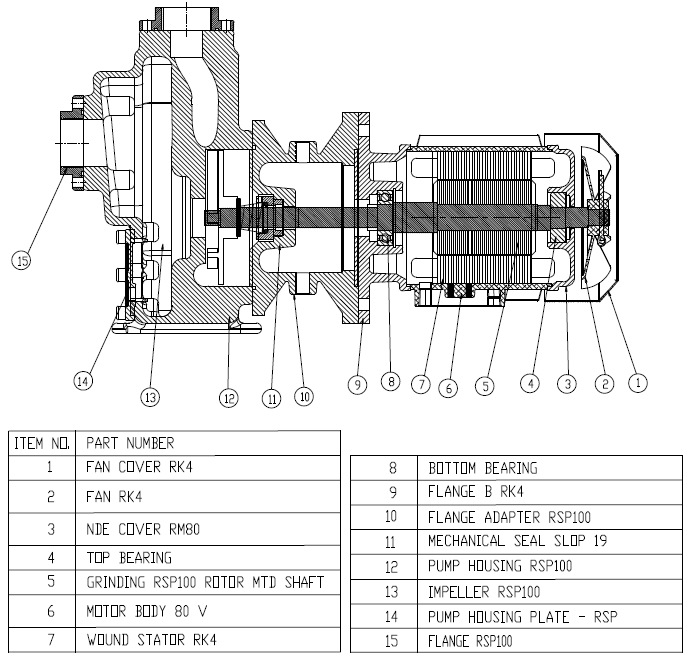 15
14
13
12
11
10
9
8
7
6
5
4
3
2
1
ITEM NO. PART NUMBER
1 FAN COVER RK4
2 FAN RK4
3 NDE COVER RM80
4 TOP BEARING
5 GRINDING RSP100 ROTOR MTD SHAFT
6 MOTOR BODY 80 V
7 WOUND STATOR RK4
8 BOTTOM BEARING
9 FLANGE B RK4
10 FLANGE ADAPTER RSP100
11 MECHANICAL SEAL SLOP 19
12 PUMP HOUSING RSP100
13 IMPELLER RSP100
14 PUMP HOUSING PLATE - RSP
15 FLANGE RSP100